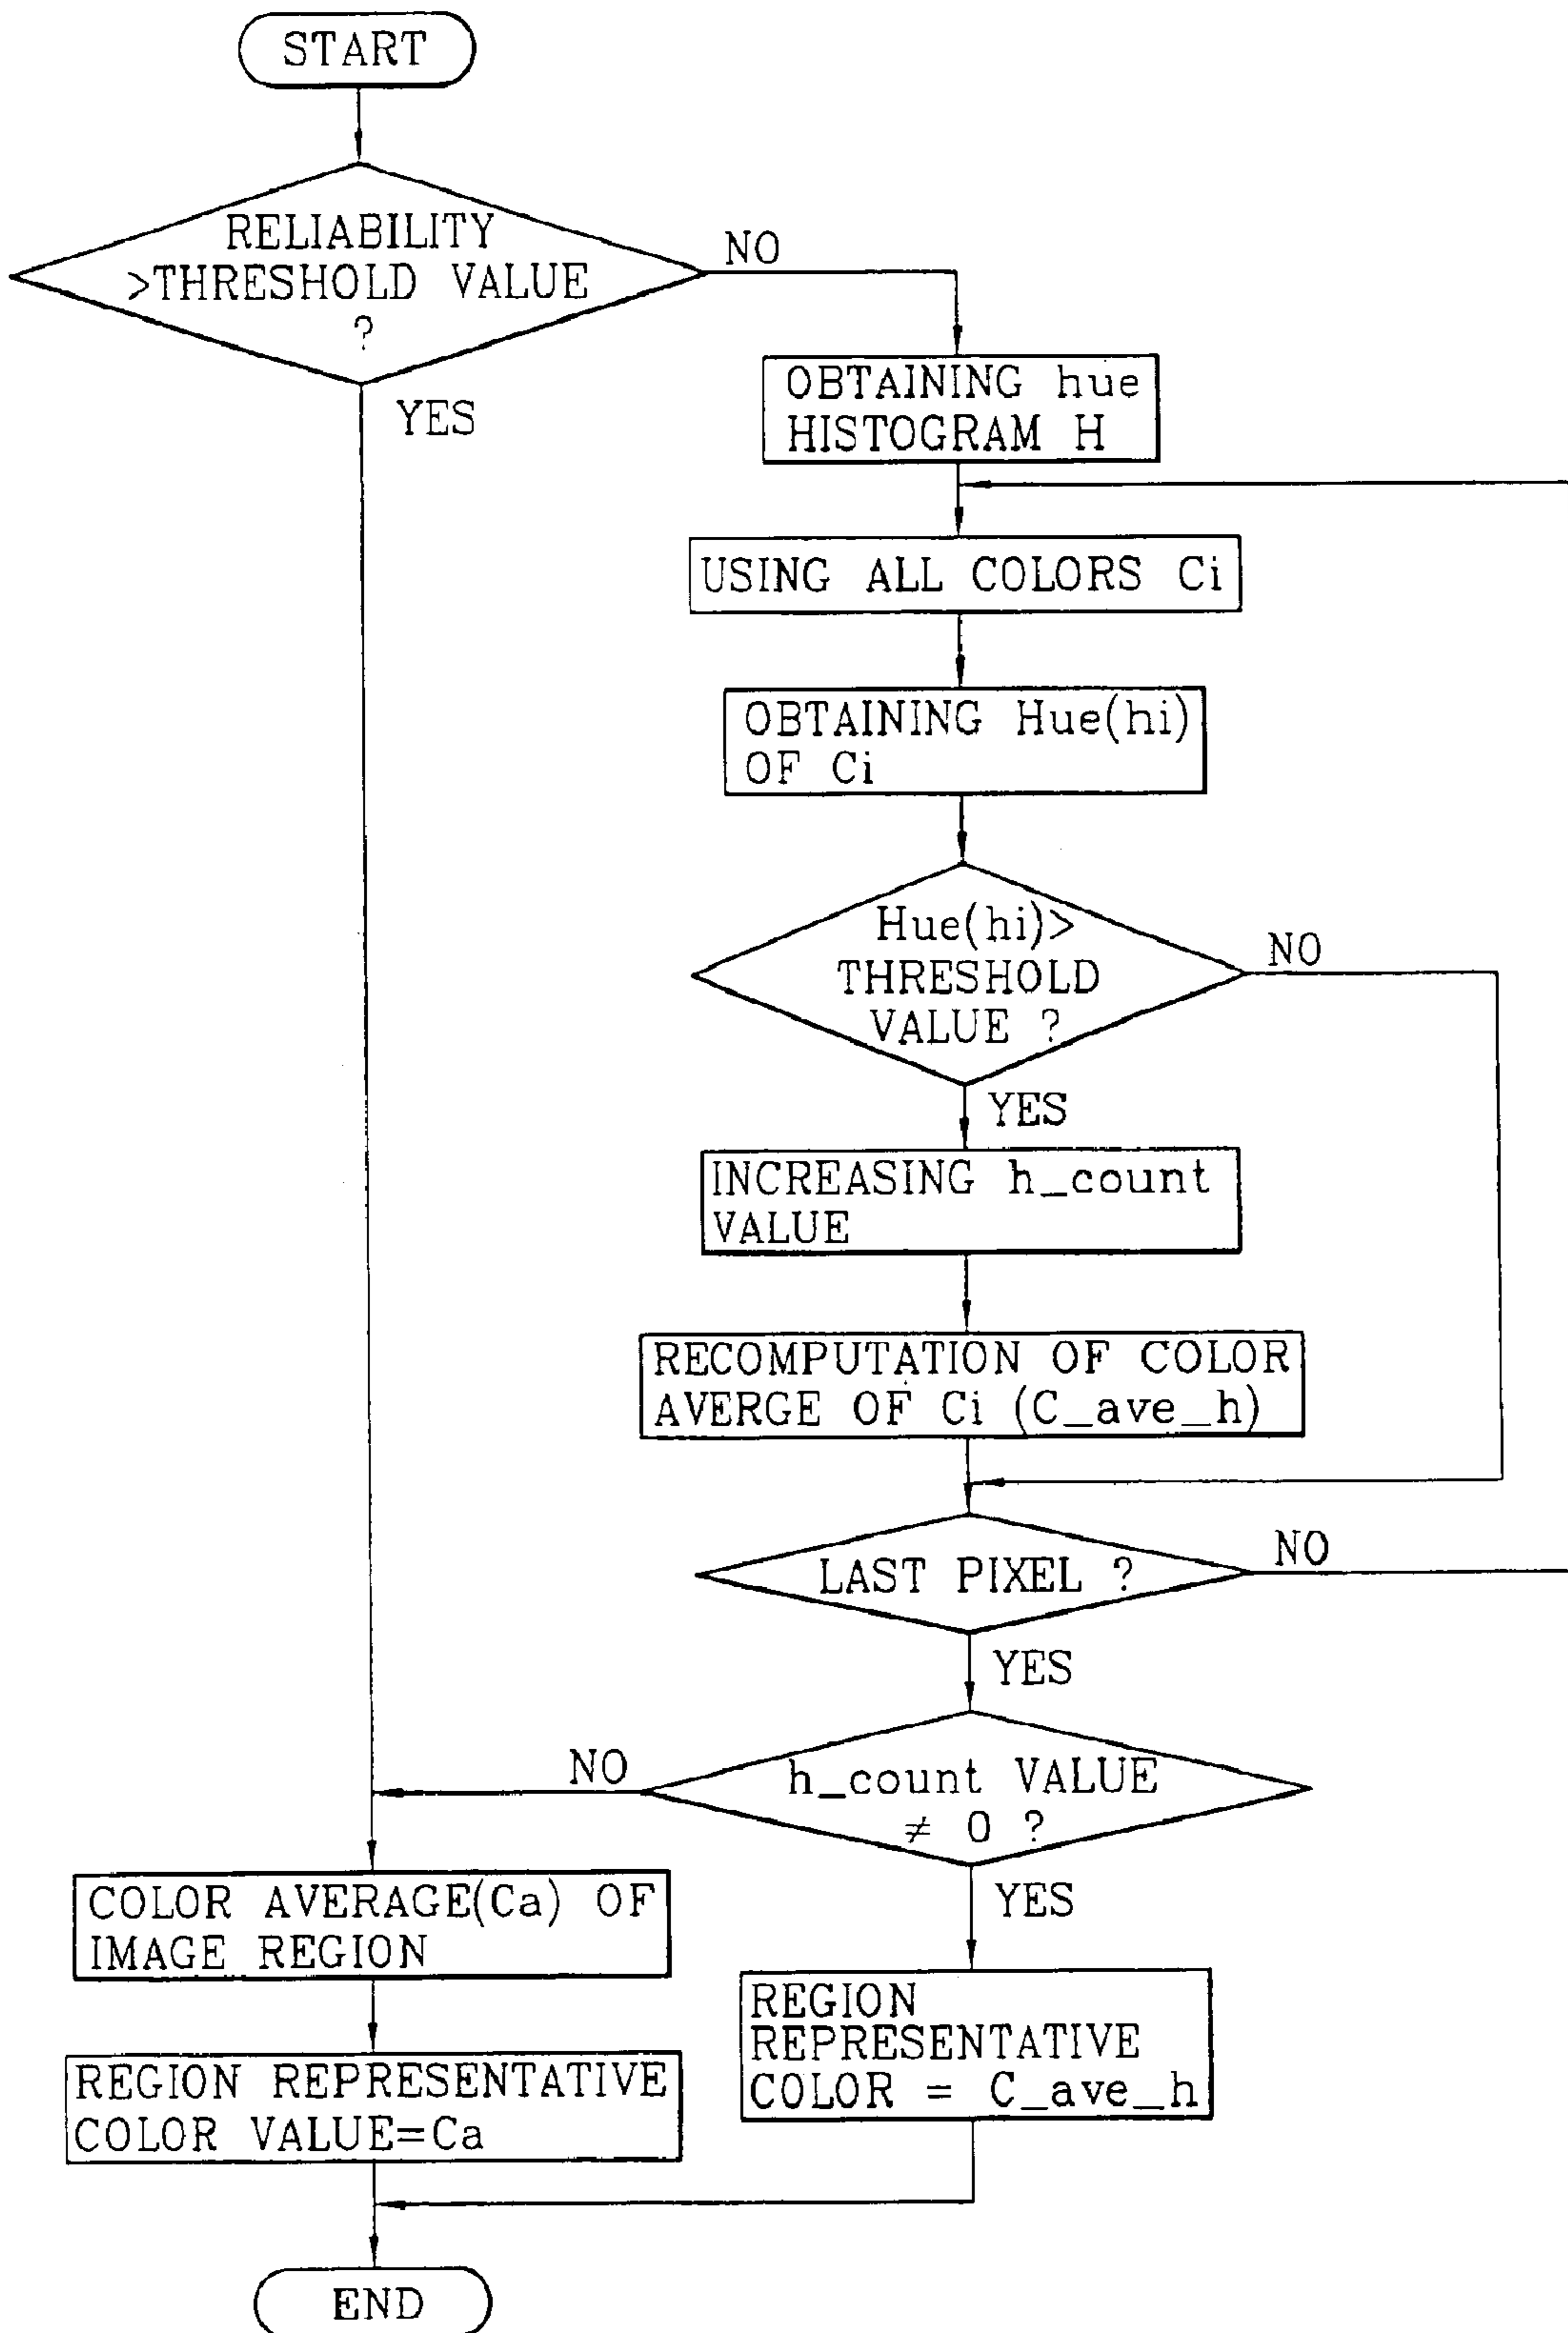 START
RELIABILITY
>THRESHOLD VALUE
?
NO
YES
OBTAINING hue
HISTOGRAM H
USING ALL COLORS Ci
OBTAINING Hue(hi)
OF Ci
Hue(hi)>
THRESHOLD
VALUE ?
NO
YES
INCREASING h_count
VALUE
RECOMPUTATION OF COLOR
AVERGE OF Ci (C_ave_h)
LAST PIXEL ?
NO
YES
h_count VALUE
≠ 0 ?
NO
YES
COLOR AVERAGE(Ca) OF
IMAGE REGION
REGION REPRESENTATIVE
COLOR VALUE=Ca
REGION
REPRESENTATIVE
COLOR = C_ave_h
END